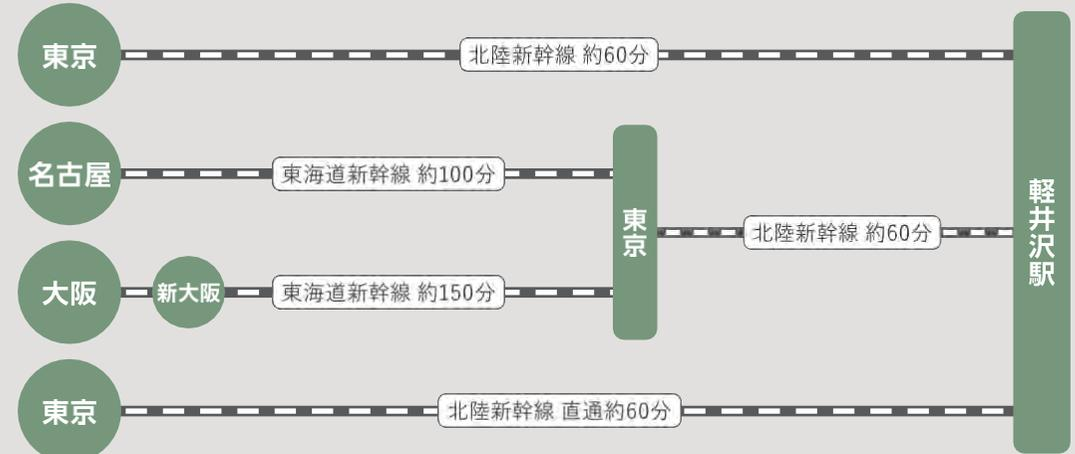 東京
北陸新幹線 約60分
名古屋
東海道新幹線 約100分
東京
北陸新幹線 約60分
軽井沢駅
大阪
新大阪
東海道新幹線 約150分
東京
北陸新幹線 直通約60分